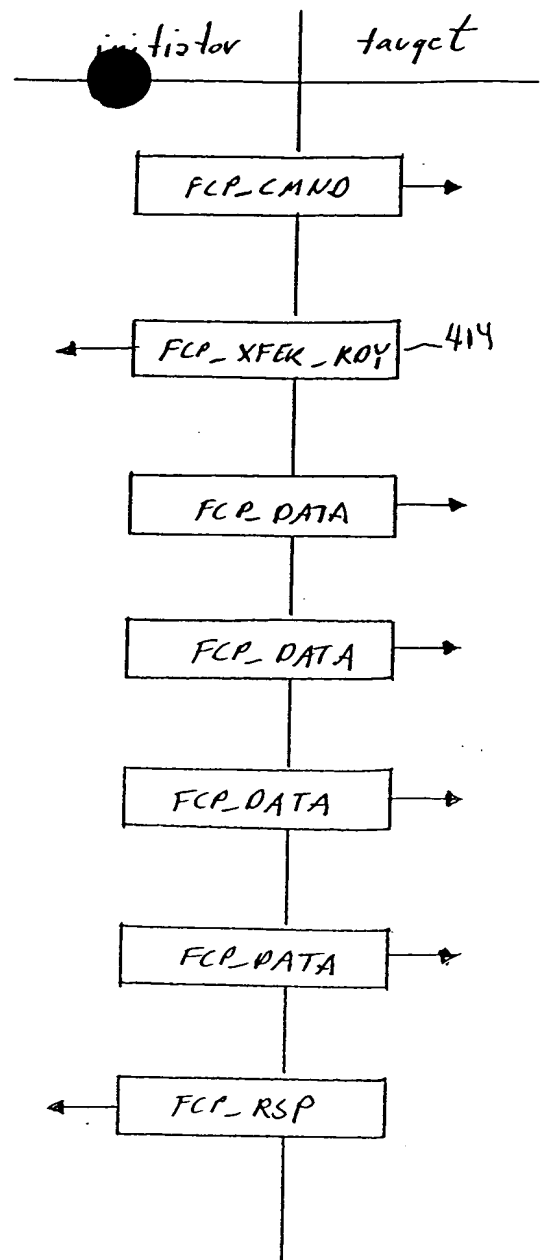 initiator target
FCP_CMND
FCP_XFER_RDY 414
FCP_DATA
FCP_DATA
FCP_DATA
FCP_DATA
FCP_RSP